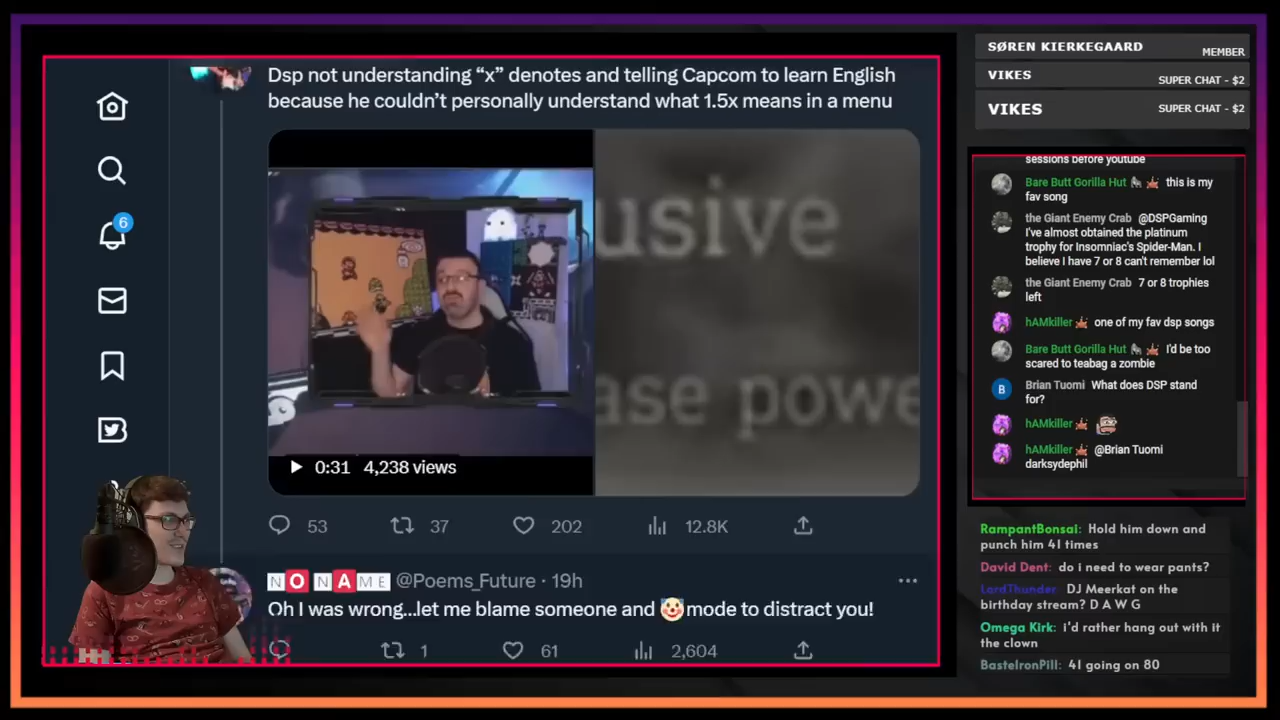 Dsp not understanding “x” denotes and telling Capcom to learn English
because he couldn’t personally understand what 1.5x means in a menu
usive
ase powe
0:31 4,238 views
53 37 202 12.8K
6
NO NAME @Poems_Future · 19h
Oh I was wrong...let me blame someone and 🤡mode to distract you!
1 61 2,604
SØREN KIERKEGAARD MEMBER
VIKES SUPER CHAT - $2
VIKES SUPER CHAT - $2
sessions before youtube
Bare Butt Gorilla Hut this is my
fav song
the Giant Enemy Crab @DSPGaming
I've almost obtained the platinum
trophy for Insomniac's Spider-Man. I
believe I have 7 or 8 can't remember lol
the Giant Enemy Crab 7 or 8 trophies
left
hAMkiller one of my fav dsp songs
Bare Butt Gorilla Hut I'd be too
scared to teabag a zombie
B Brian Tuomi What does DSP stand
for?
hAMkiller
hAMkiller @Brian Tuomi
darksydephil
RampantBonsai: Hold him down and
punch him 41 times
David Dent: do i need to wear pants?
LordThunder: DJ Meerkat on the
birthday stream? D A W G
Omega Kirk: i'd rather hang out with it
the clown
BasteIronPill: 41 going on 80